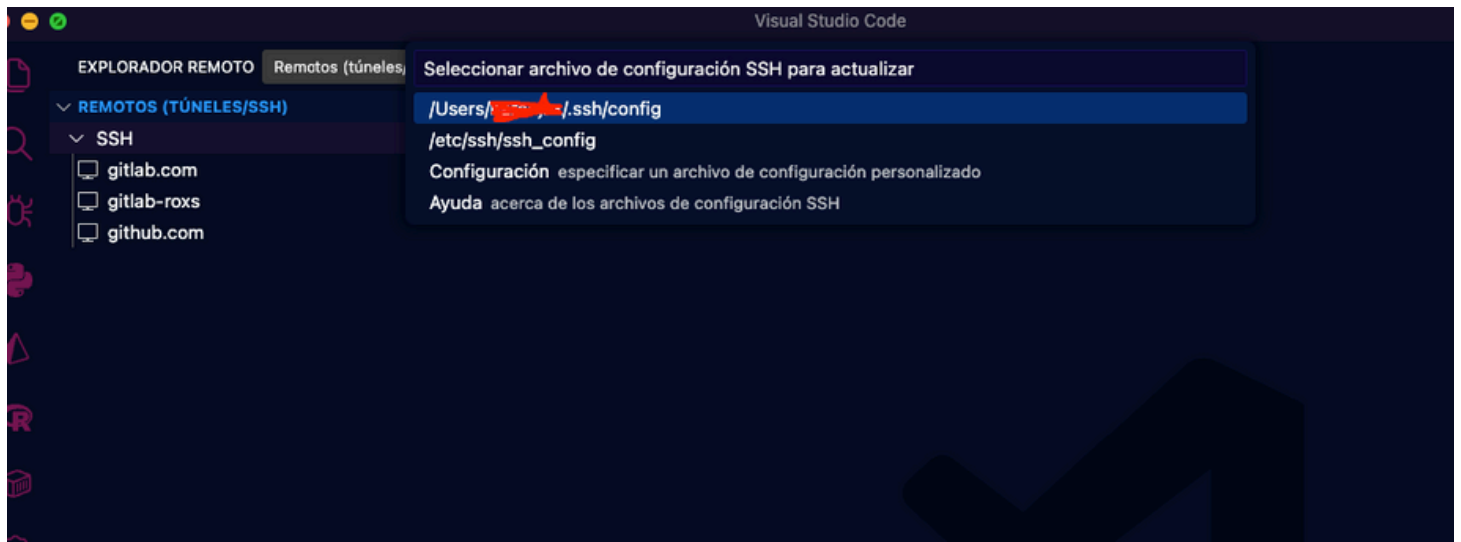 Visual Studio Code
EXPLORADOR REMOTO Remotos (túneles/
Seleccionar archivo de configuración SSH para actualizar
REMOTOS (TÚNELES/SSH)
/Users/ /.ssh/config
SSH
/etc/ssh/ssh_config
gitlab.com
Configuración especificar un archivo de configuración personalizado
gitlab-roxs
Ayuda acerca de los archivos de configuración SSH
github.com
R